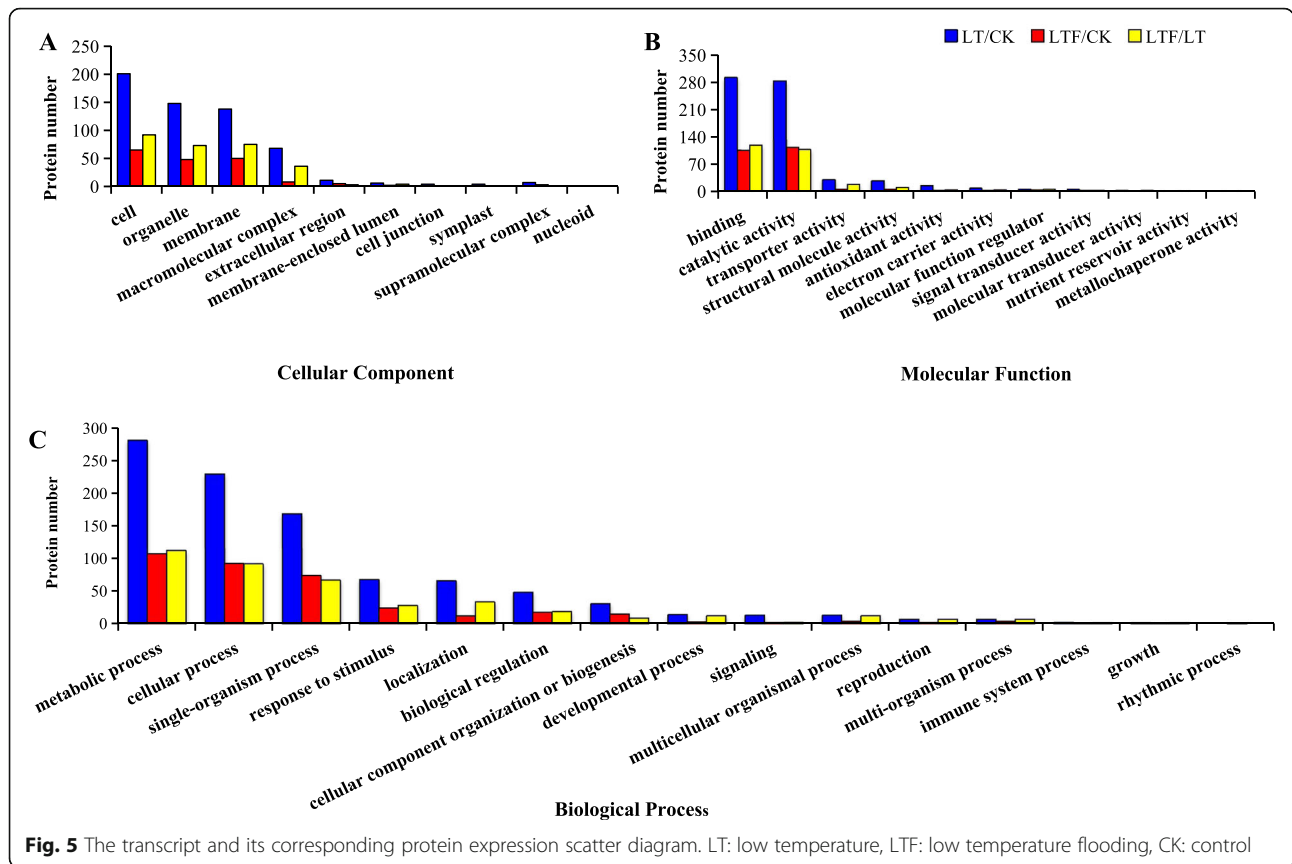 A
250
200
150
100
50
0
Protein number
cell
organelle
membrane
macromolecular complex
extracellular region
membrane-enclosed lumen
cell junction
symplast
supramolecular complex
nucleoid
Cellular Component
B
LT/CK LTF/CK LTF/LT
350
280
210
140
70
0
Protein number
binding
catalytic activity
transporter activity
structural molecule activity
antioxidant activity
electron carrier activity
molecular function regulator
signal transducer activity
molecular transducer activity
nutrient reservoir activity
metallochaperone activity
Molecular Function
C
300
250
200
150
100
50
0
Protein number
metabolic process
cellular process
single-organism process
response to stimulus
localization
biological regulation
cellular component organization or biogenesis
developmental process
signaling
multicellular organismal process
reproduction
multi-organism process
immune system process
growth
rhythmic process
Biological Process
Fig. 5 The transcript and its corresponding protein expression scatter diagram. LT: low temperature, LTF: low temperature flooding, CK: control